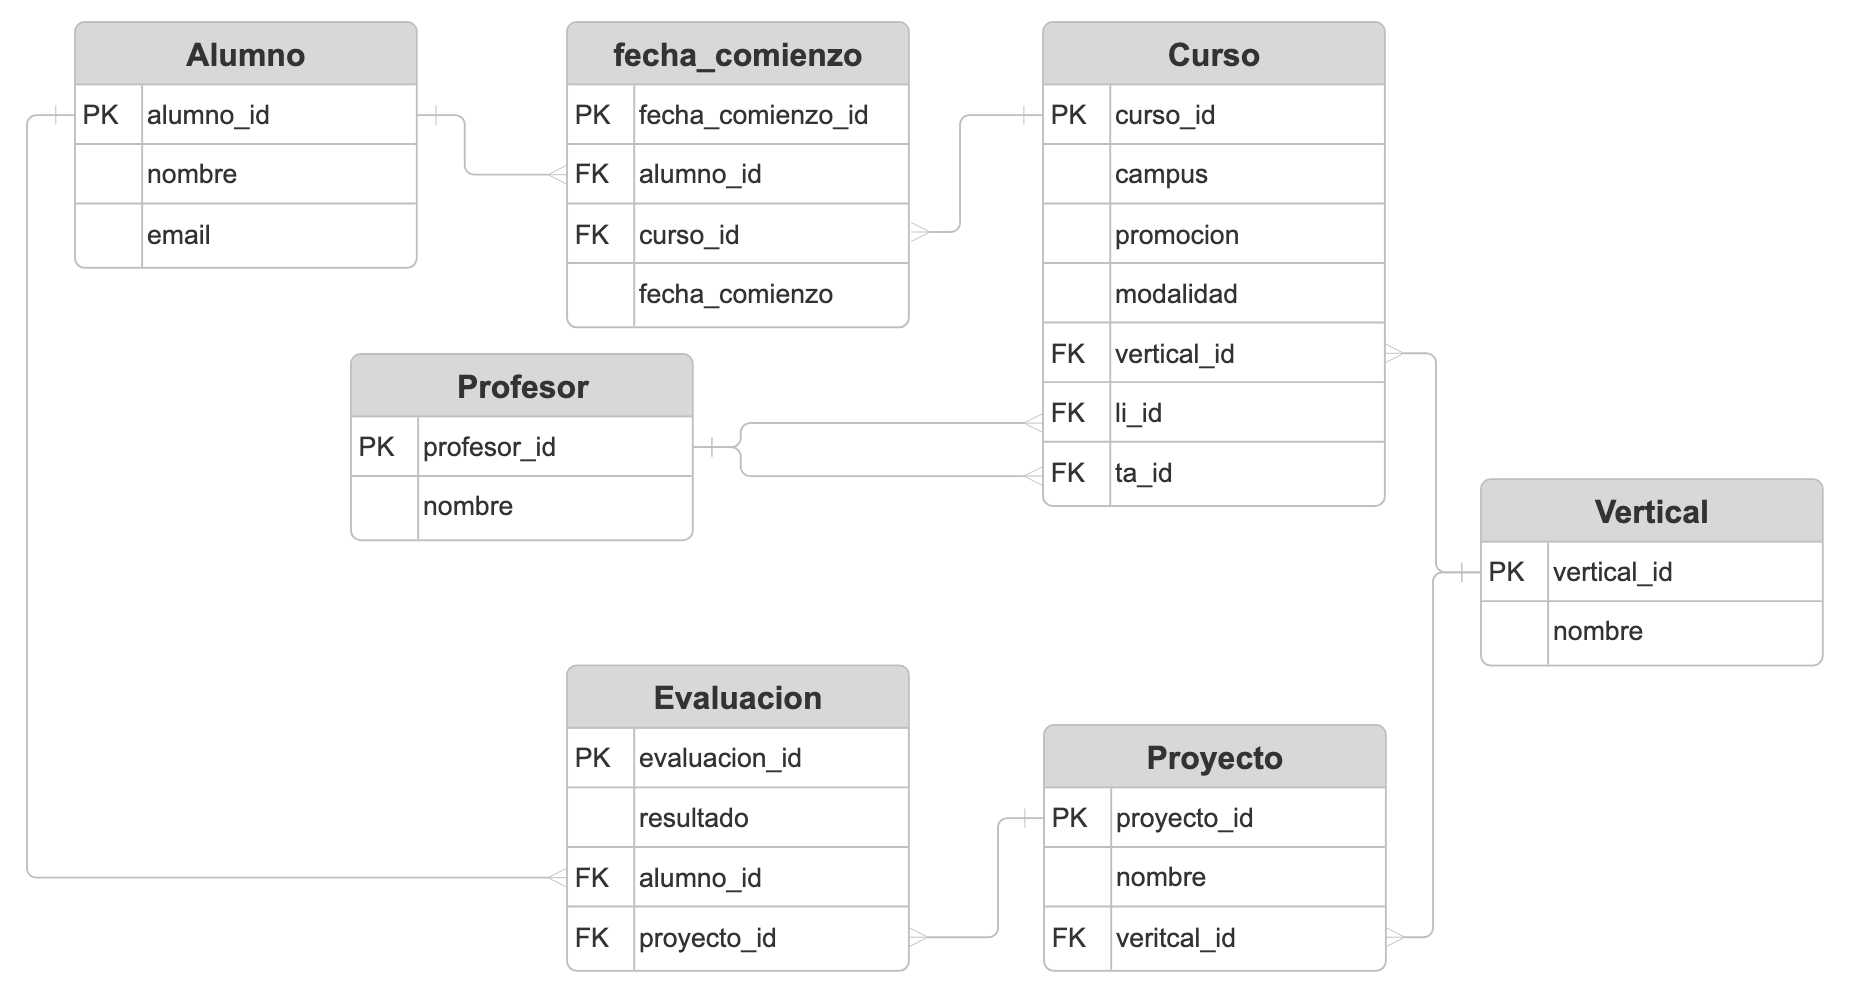 Alumno
PK alumno_id
nombre
email
fecha_comienzo
PK fecha_comienzo_id
FK alumno_id
FK curso_id
fecha_comienzo
Curso
PK curso_id
campus
promocion
modalidad
FK vertical_id
FK li_id
FK ta_id
Profesor
PK profesor_id
nombre
Vertical
PK vertical_id
nombre
Evaluacion
PK evaluacion_id
resultado
FK alumno_id
FK proyecto_id
Proyecto
PK proyecto_id
nombre
FK veritcal_id